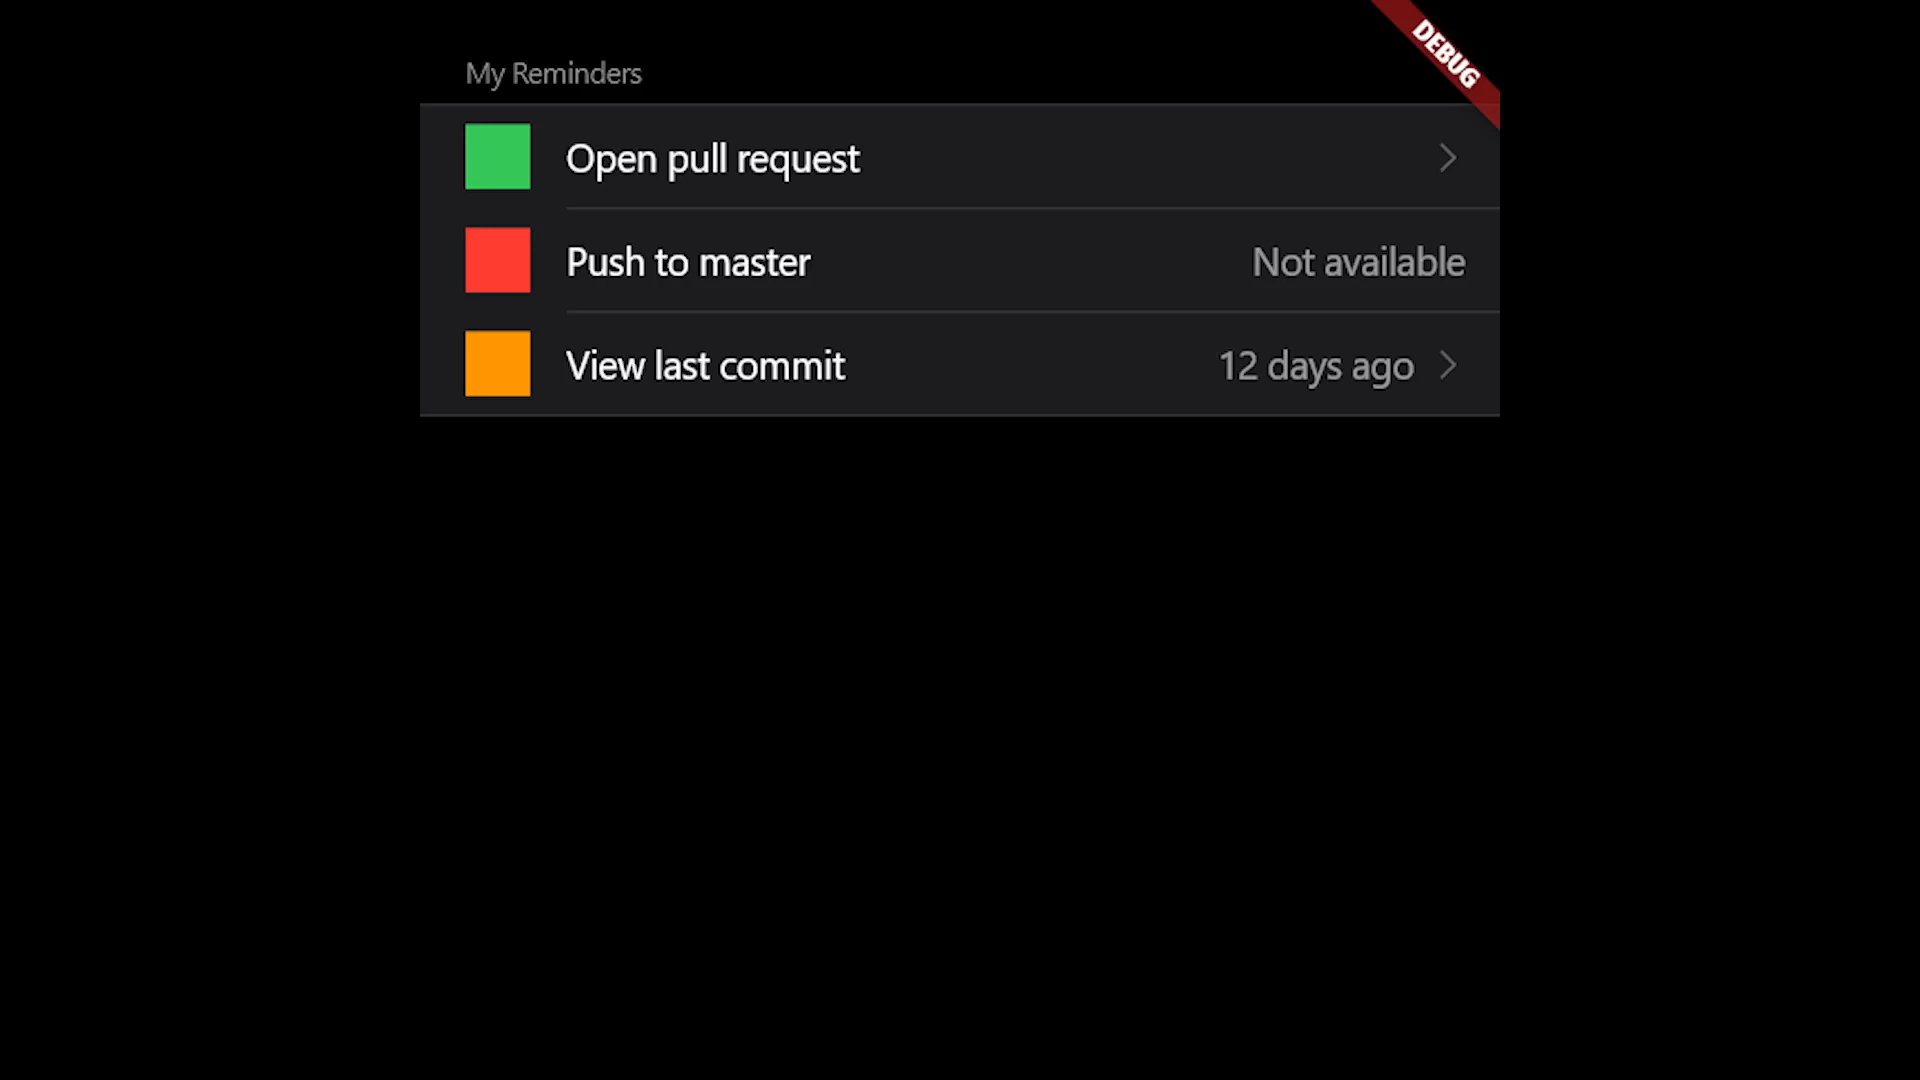 DEBUG
My Reminders
Open pull request
Push to master Not available
View last commit 12 days ago